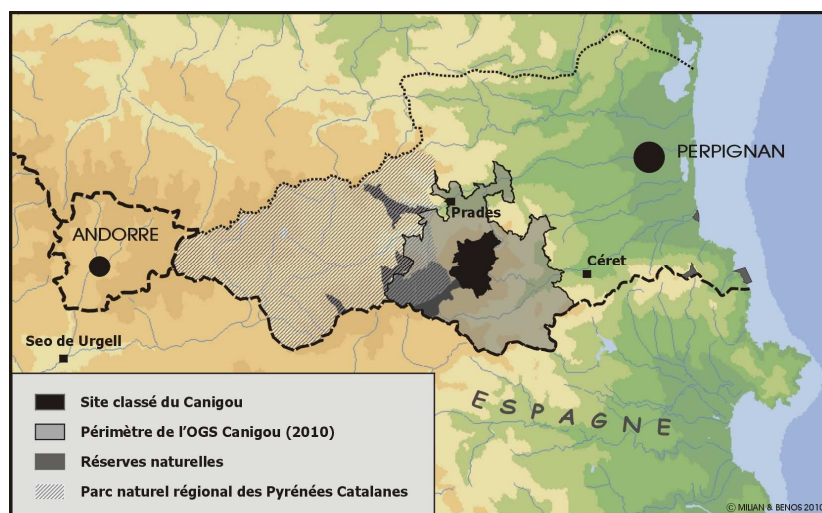 PERPIGNAN
Prades
ANDORRE
Céret
Seo de Urgell
ESPAGNE
Site classé du Canigou
Périmètre de l'OGS Canigou (2010)
Réserves naturelles
Parc naturel régional des Pyrénées Catalanes
© MILIAN & BENOS 2010